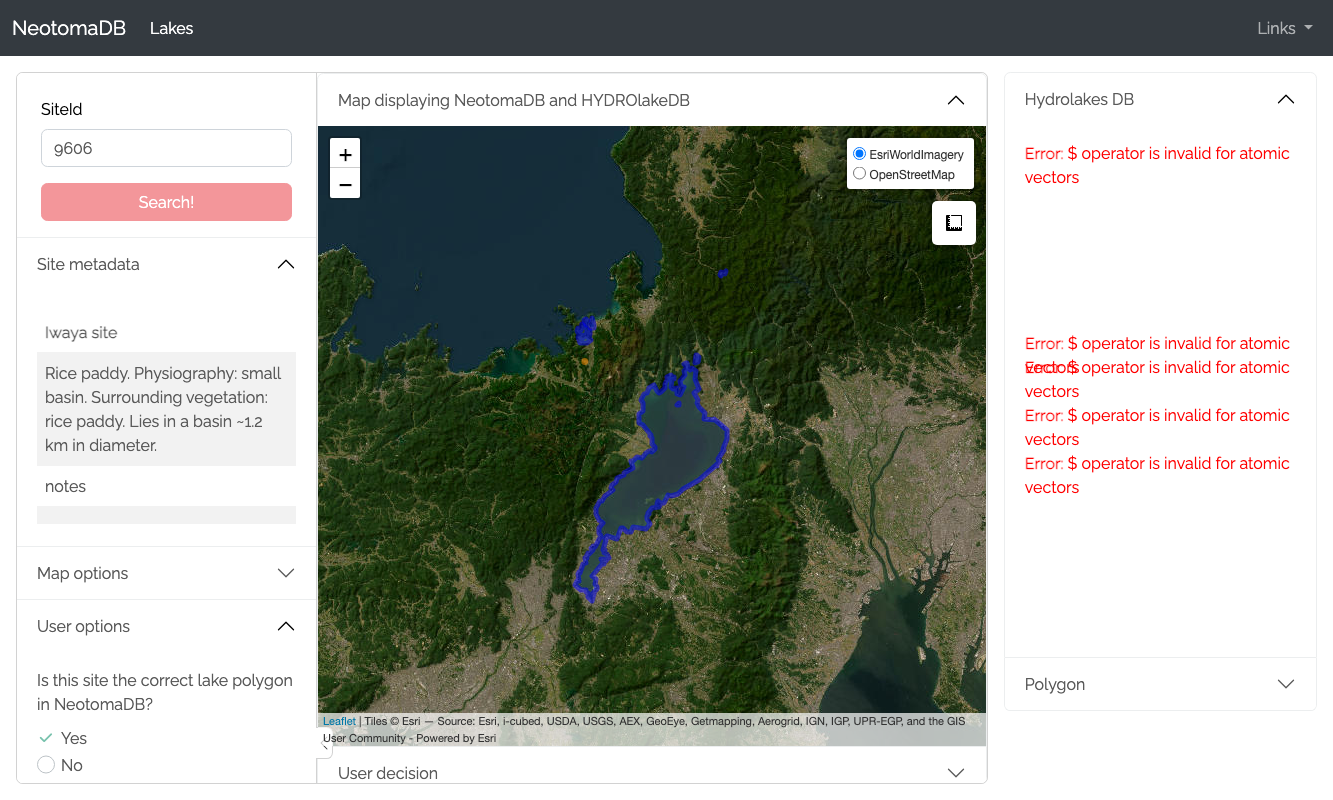 NeotomaDB Lakes Links
SiteId
9606
Search!
Site metadata
Iwaya site
Rice paddy. Physiography: small
basin. Surrounding vegetation:
rice paddy. Lies in a basin ~1.2
km in diameter.
notes
Map options
User options
Is this site the correct lake polygon
in NeotomaDB?
Yes
No
Map displaying NeotomaDB and HYDROlakeDB
+
−
EsriWorldImagery
OpenStreetMap
Leaflet | Tiles © Esri — Source: Esri, i-cubed, USDA, USGS, AEX, GeoEye, Getmapping, Aerogrid, IGN, IGP, UPR-EGP, and the GIS
User Community - Powered by Esri
User decision
Hydrolakes DB
Error: $ operator is invalid for atomic
vectors
Error: $ operator is invalid for atomic
vectors
Error: $ operator is invalid for atomic
vectors
Error: $ operator is invalid for atomic
vectors
Error: $ operator is invalid for atomic
vectors
Polygon